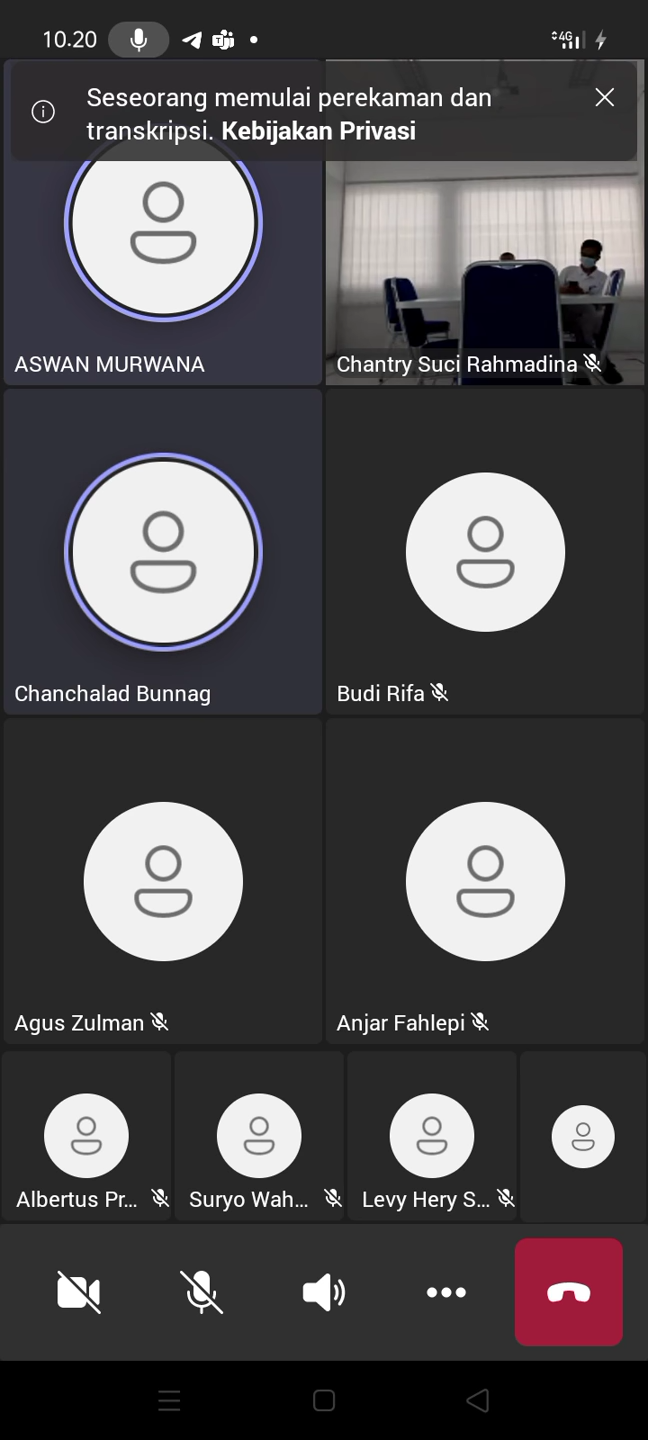 10.20
4G
Seseorang memulai perekaman dan
transkripsi. Kebijakan Privasi
ASWAN MURWANA
Chantry Suci Rahmadina
Chanchalad Bunnag
Budi Rifa
Agus Zulman
Anjar Fahlepi
Albertus Pr...
Suryo Wah...
Levy Hery S...